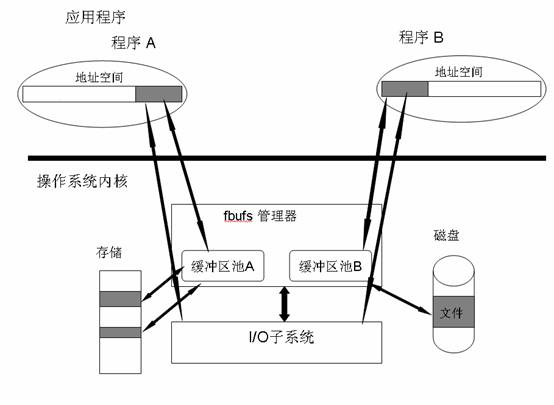 应用程序
程序 A
程序 B
地址空间
地址空间
操作系统内核
fbufs 管理器
存储
磁盘
缓冲区池A
缓冲区池B
文件
I/O子系统